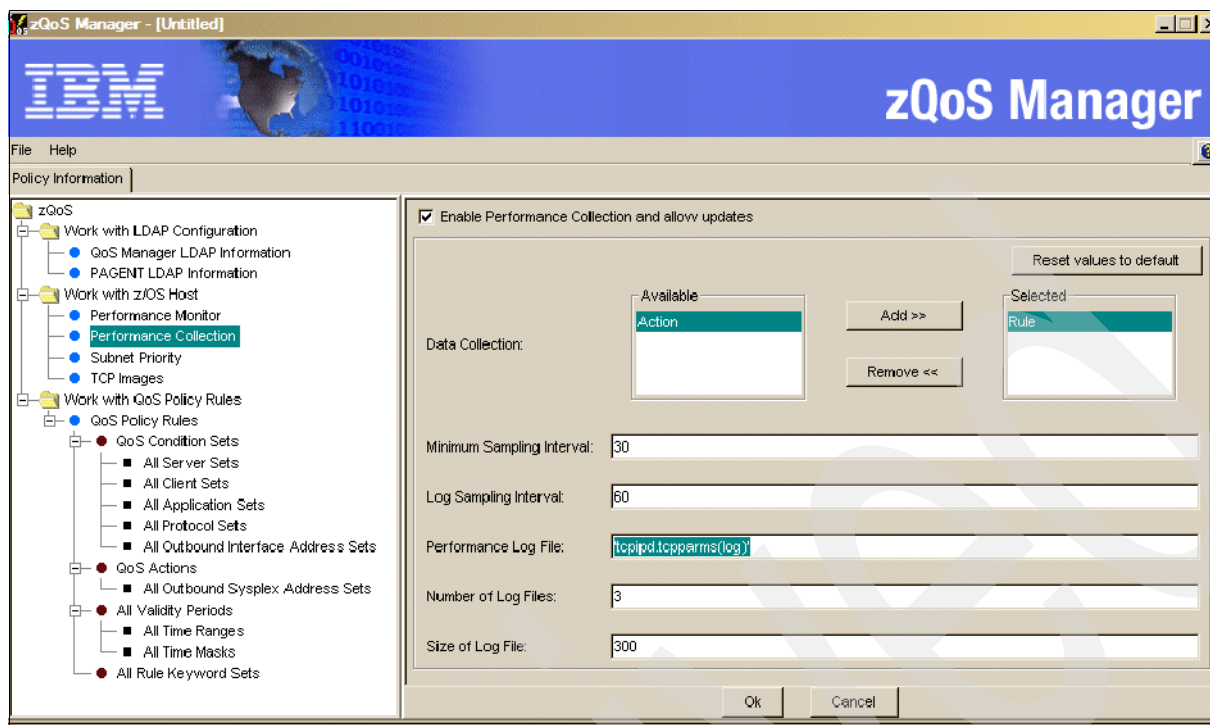 zQoS Manager - [Untitled]
IBM
zQoS Manager
File Help
Policy Information
zQoS
Work with LDAP Configuration
QoS Manager LDAP Information
PAGENT LDAP Information
Work with z/OS Host
Performance Monitor
Performance Collection
Subnet Priority
TCP Images
Work with QoS Policy Rules
QoS Policy Rules
QoS Condition Sets
All Server Sets
All Client Sets
All Application Sets
All Protocol Sets
All Outbound Interface Address Sets
QoS Actions
All Outbound Sysplex Address Sets
All Validity Periods
All Time Ranges
All Time Masks
All Rule Keyword Sets
Enable Performance Collection and allow updates
Reset values to default
Data Collection:
Available
Action
Add >>
Remove <<
Selected
Rule
Minimum Sampling Interval: 30
Log Sampling Interval: 60
Performance Log File: 'tcpipd.tcpparms(log)'
Number of Log Files: 3
Size of Log File: 300
Ok Cancel